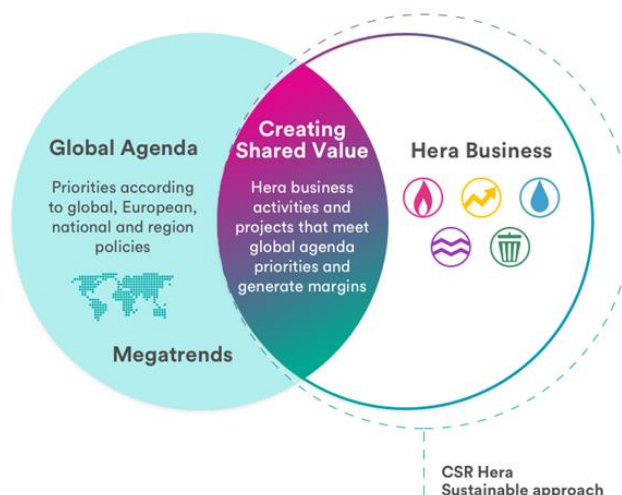 Global Agenda
Priorities according
to global, European,
national and region
policies
Megatrends
Creating
Shared Value
Hera business
activities and
projects that meet
global agenda
priorities and
generate margins
Hera Business
CSR Hera
Sustainable approach